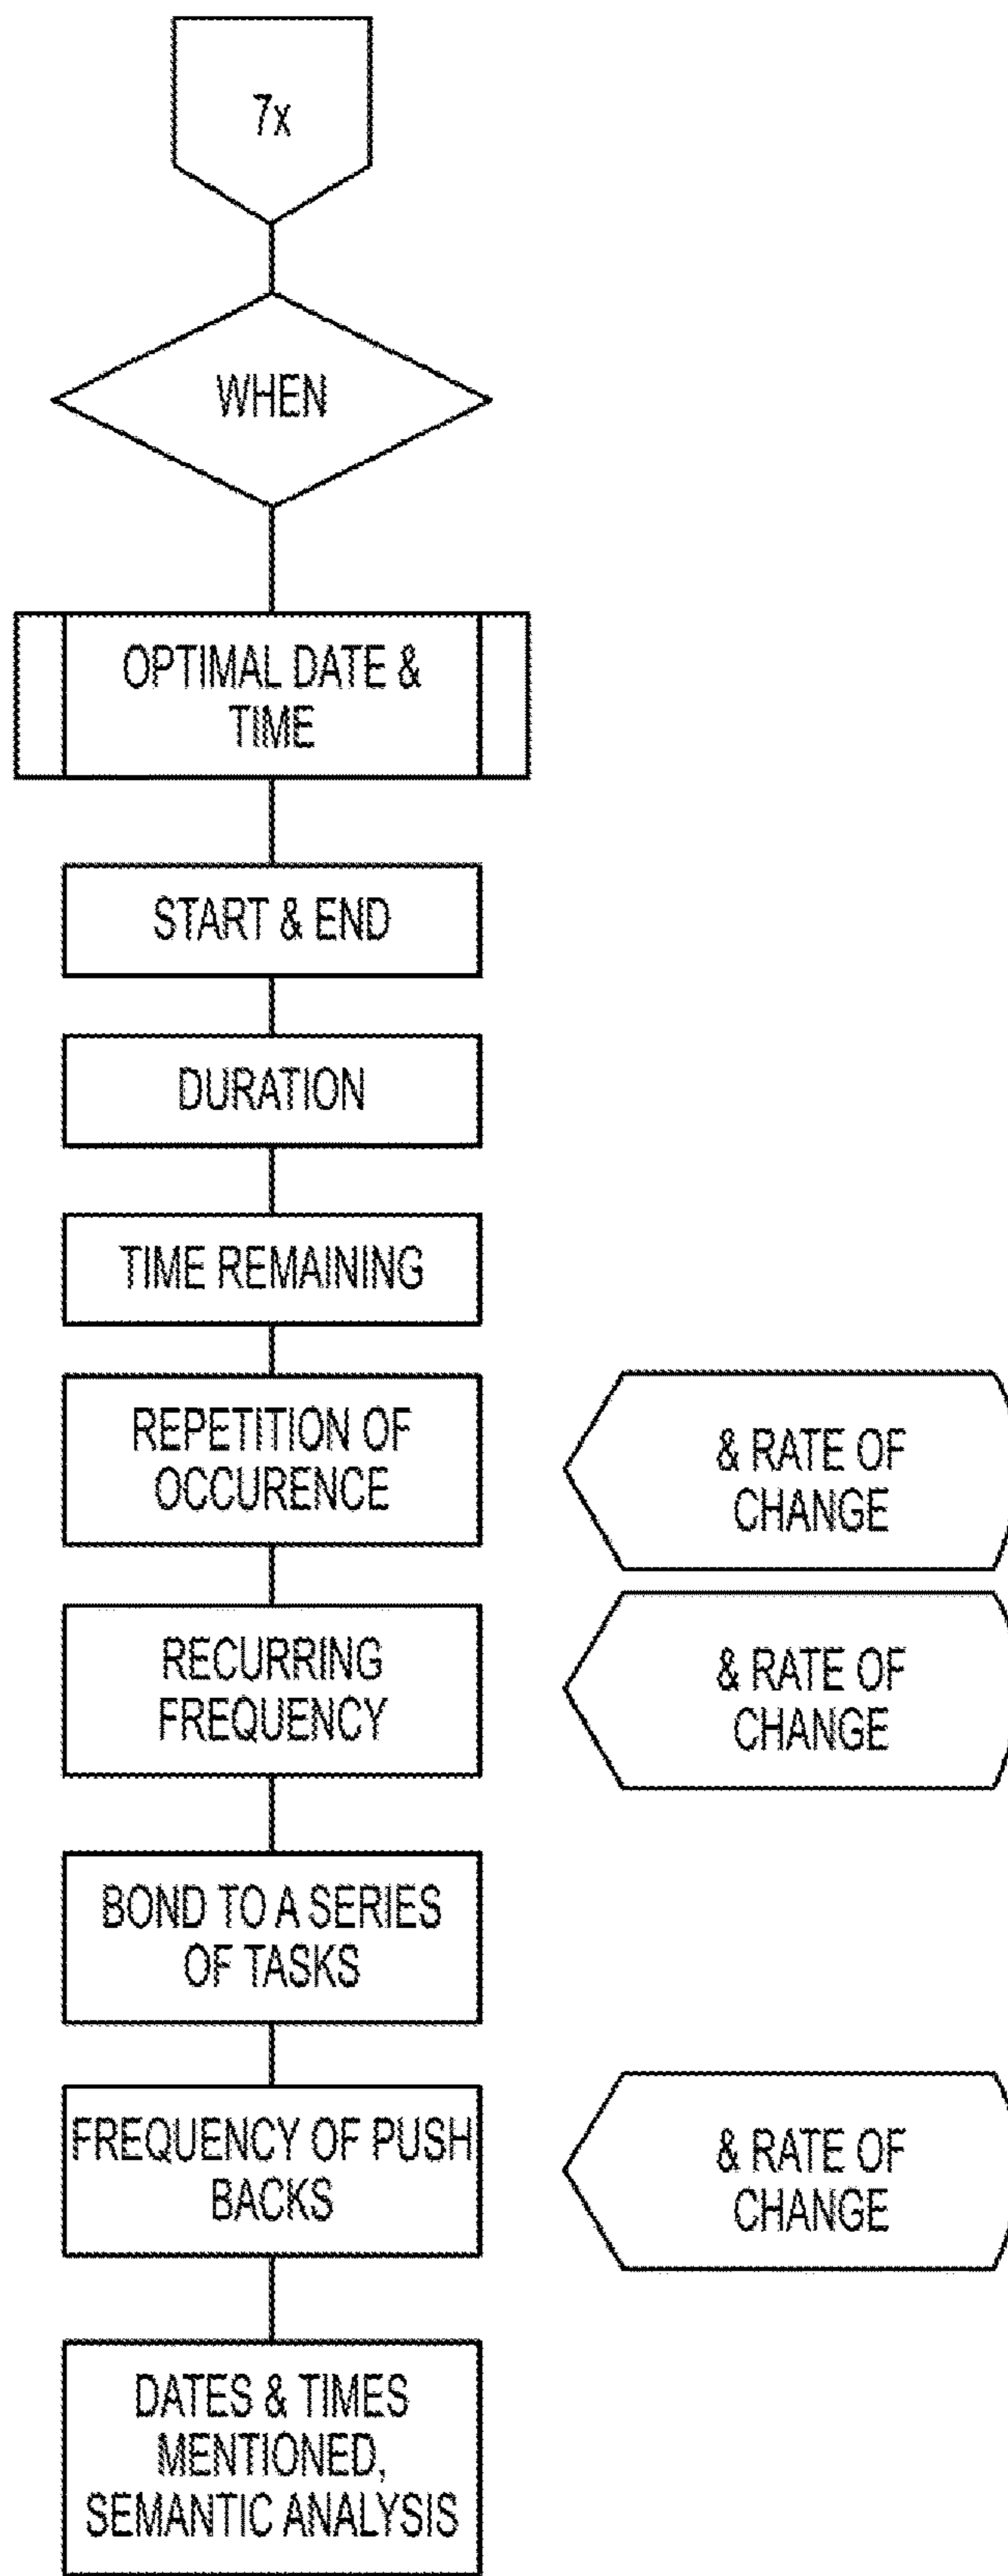 7x
WHEN
OPTIMAL DATE &
TIME
START & END
DURATION
TIME REMAINING
REPETITION OF
OCCURENCE
& RATE OF
CHANGE
RECURRING
FREQUENCY
& RATE OF
CHANGE
BOND TO A SERIES
OF TASKS
FREQUENCY OF PUSH
BACKS
& RATE OF
CHANGE
DATES & TIMES
MENTIONED,
SEMANTIC ANALYSIS